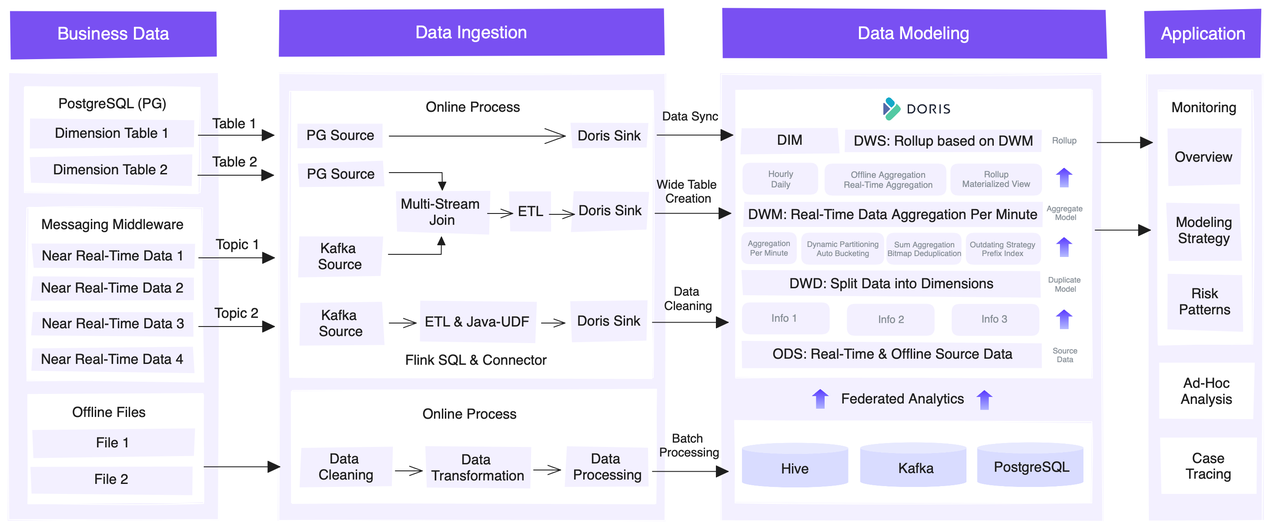 Business Data
Data Ingestion
Data Modeling
Application
PostgreSQL (PG)
Dimension Table 1
Dimension Table 2
Messaging Middleware
Near Real-Time Data 1
Near Real-Time Data 2
Near Real-Time Data 3
Near Real-Time Data 4
Offline Files
File 1
File 2
Table 1
Table 2
Topic 1
Topic 2
Online Process
PG Source
Doris Sink
PG Source
Multi-Stream
Join
ETL
Doris Sink
Kafka
Source
Kafka
Source
ETL & Java-UDF
Doris Sink
Flink SQL & Connector
Online Process
Data
Cleaning
Data
Transformation
Data
Processing
Data Sync
Wide Table
Creation
Data
Cleaning
Batch
Processing
DORIS
DIM
DWS: Rollup based on DWM
Rollup
Hourly
Daily
Offline Aggregation
Real-Time Aggregation
Rollup
Materialized View
DWM: Real-Time Data Aggregation Per Minute
Aggregate
Model
Aggregation
Per Minute
Dynamic Partitioning
Auto Bucketing
Sum Aggregation
Bitmap Deduplication
Outdating Strategy
Prefix Index
DWD: Split Data into Dimensions
Duplicate
Model
Info 1
Info 2
Info 3
ODS: Real-Time & Offline Source Data
Source
Data
Federated Analytics
Hive
Kafka
PostgreSQL
Monitoring
Overview
Modeling
Strategy
Risk
Patterns
Ad-Hoc
Analysis
Case
Tracing